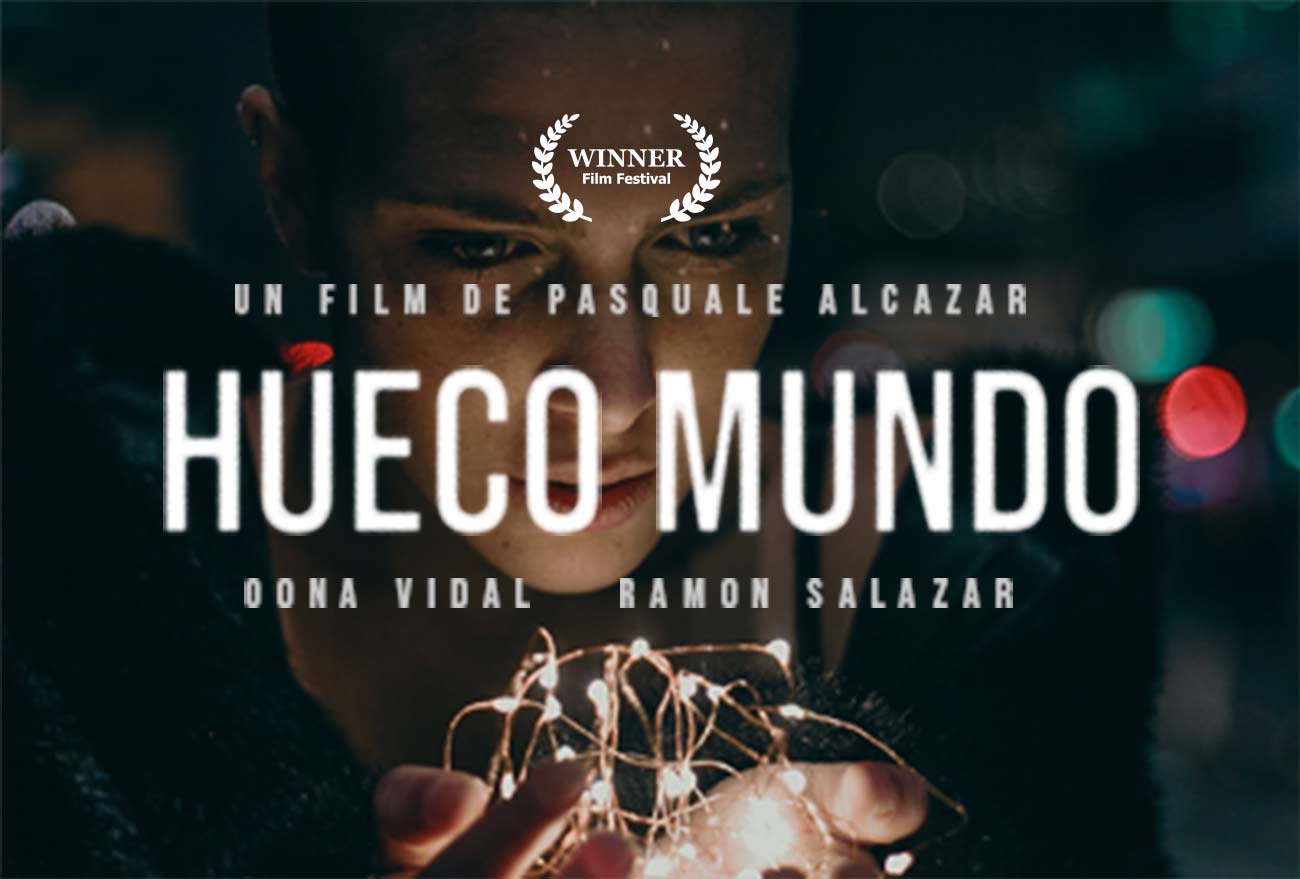 WINNER
Film Festival
UN FILM DE PASQUALE ALCAZAR
HUECO MUNDO
OONA VIDAL RAMON SALAZAR